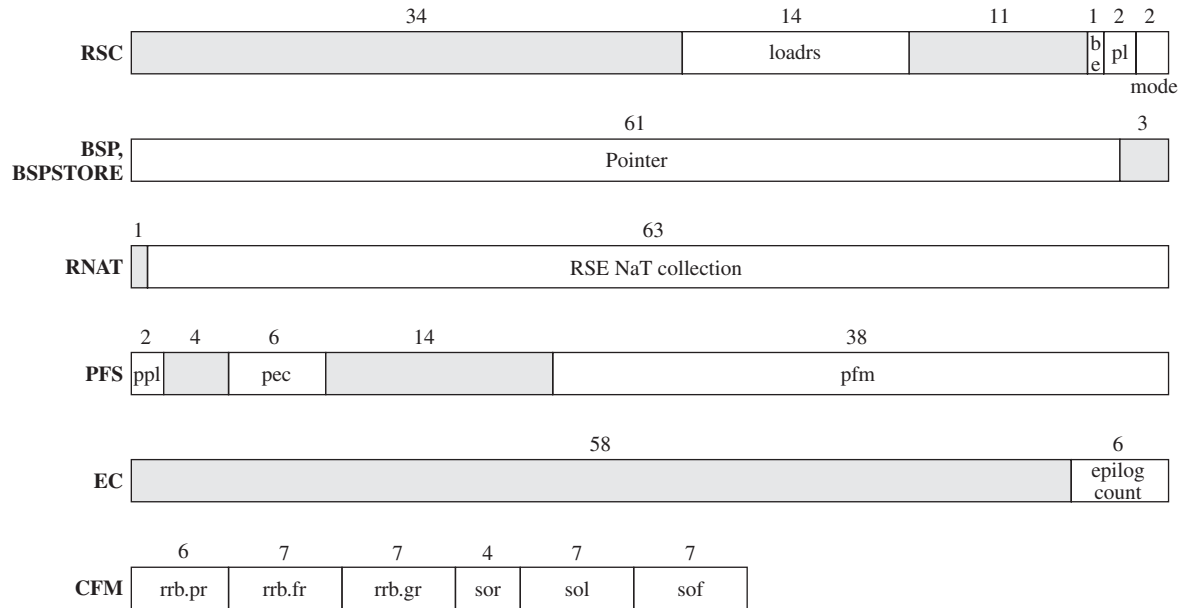 34 14 11 1 2 2
RSC loadrs be pl
mode
61 3
BSP,
BSPSTORE Pointer
1 63
RNAT RSE NaT collection
2 4 6 14 38
PFS ppl pec pfm
58 6
EC epilog
count
6 7 7 4 7 7
CFM rrb.pr rrb.fr rrb.gr sor sol sof